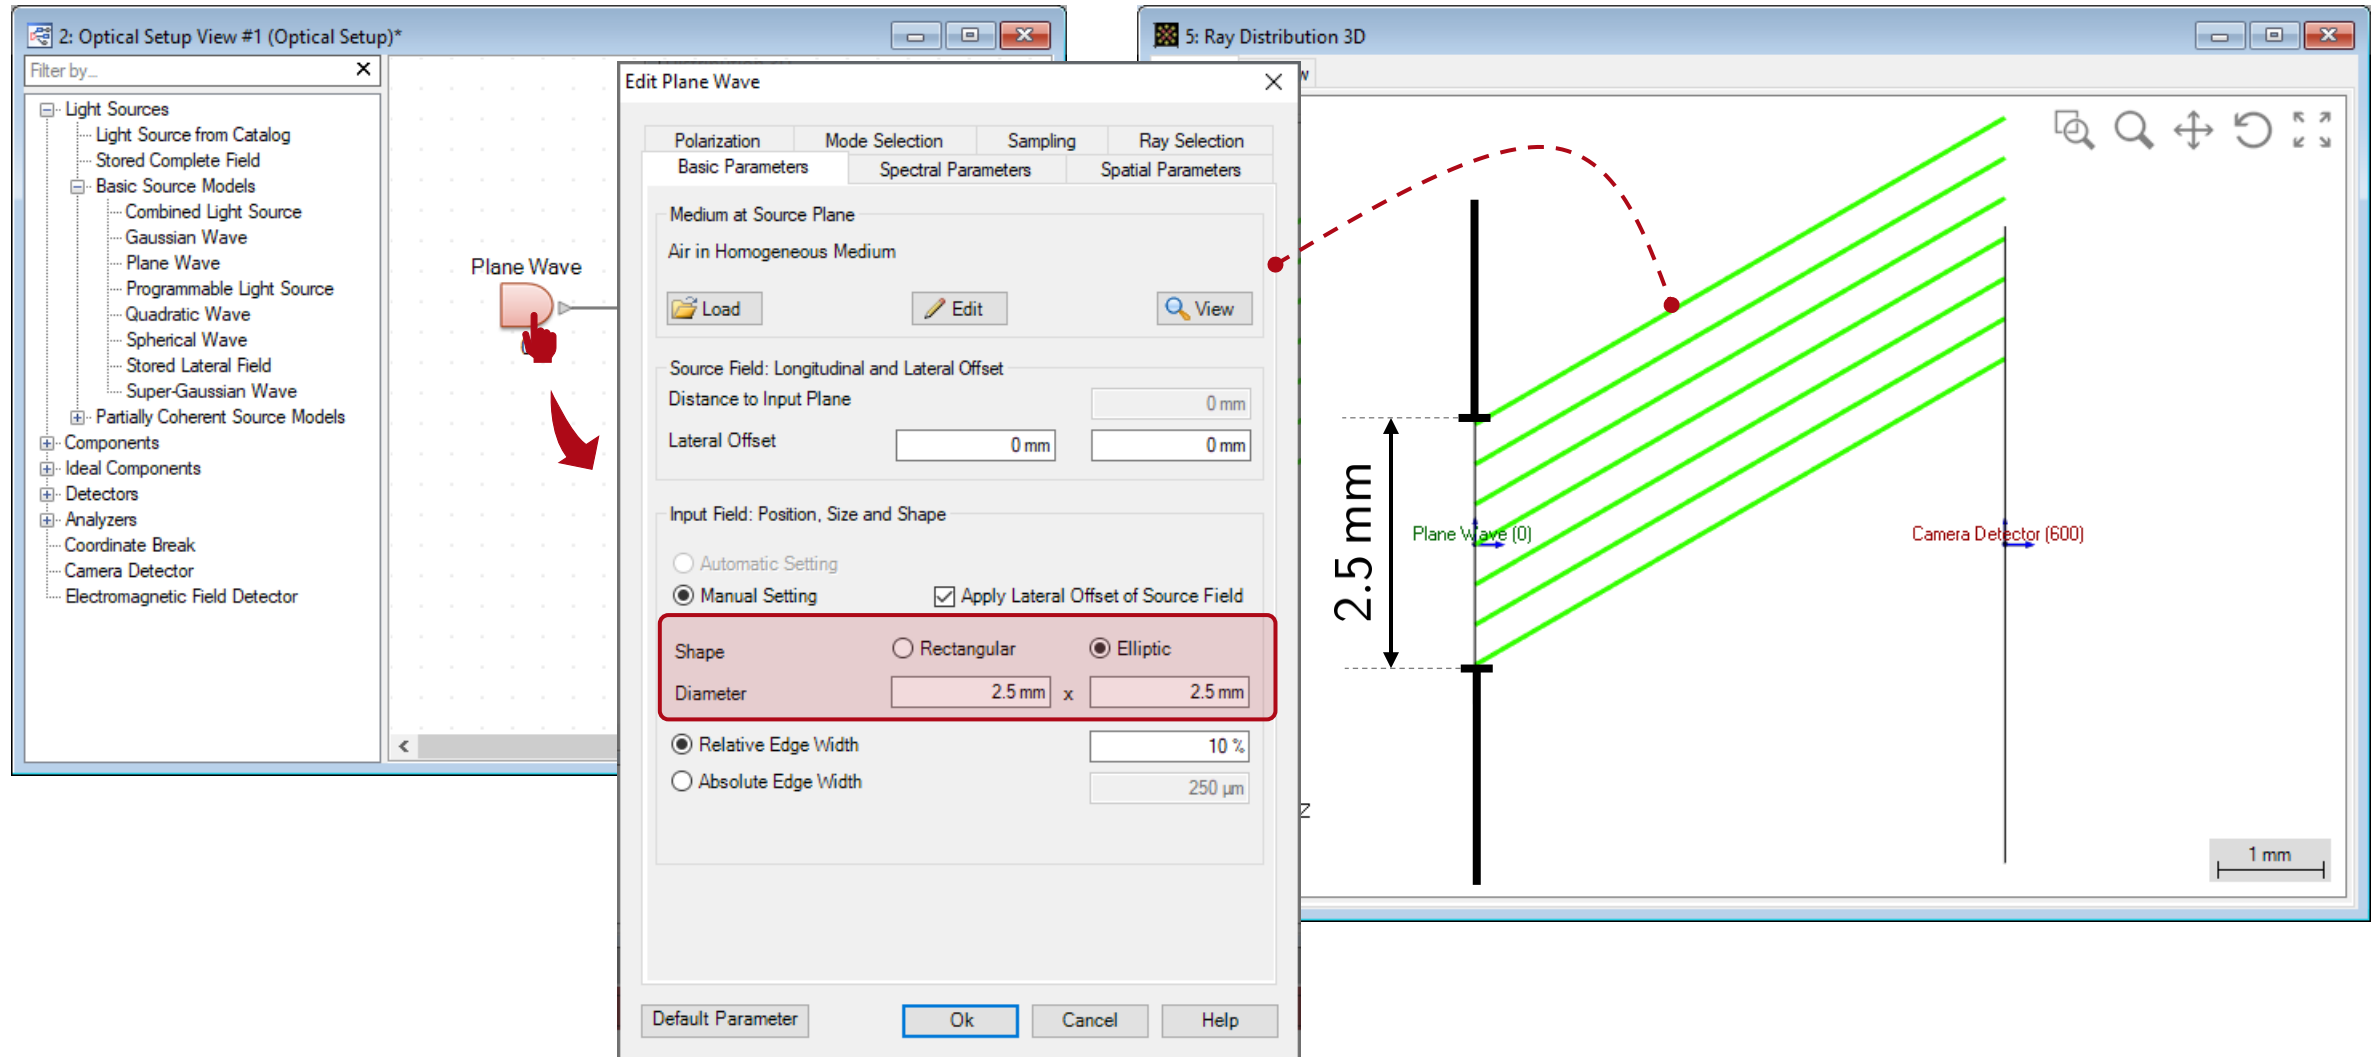 2: Optical Setup View #1 (Optical Setup)*
Filter by...
Light Sources
Light Source from Catalog
Stored Complete Field
Basic Source Models
Combined Light Source
Gaussian Wave
Plane Wave
Programmable Light Source
Quadratic Wave
Spherical Wave
Stored Lateral Field
Super-Gaussian Wave
Partially Coherent Source Models
Components
Ideal Components
Detectors
Analyzers
Coordinate Break
Camera Detector
Electromagnetic Field Detector
Plane Wave
Edit Plane Wave
Polarization Mode Selection Sampling Ray Selection
Basic Parameters Spectral Parameters Spatial Parameters
Medium at Source Plane
Air in Homogeneous Medium
Load Edit View
Source Field: Longitudinal and Lateral Offset
Distance to Input Plane 0 mm
Lateral Offset 0 mm 0 mm
Input Field: Position, Size and Shape
Automatic Setting
Manual Setting Apply Lateral Offset of Source Field
Shape Rectangular Elliptic
Diameter 2.5 mm x 2.5 mm
Relative Edge Width 10 %
Absolute Edge Width 250 µm
Default Parameter Ok Cancel Help
5: Ray Distribution 3D
w
2.5 mm
Plane Wave (0)
Camera Detector (600)
Z
1 mm